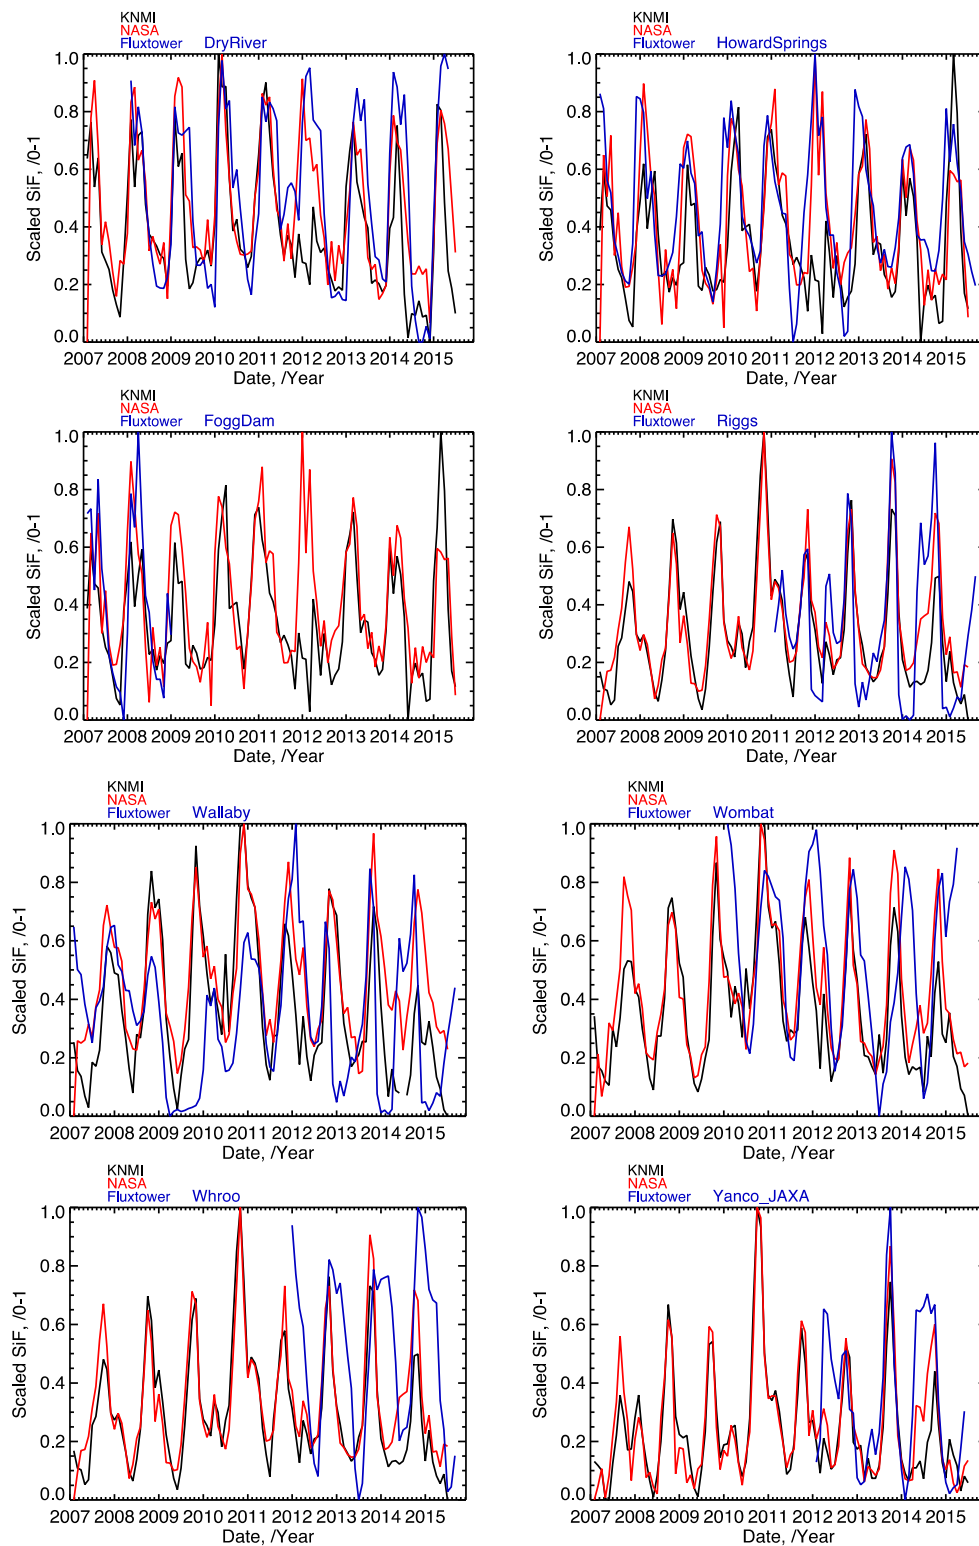 KNMI
NASA
Fluxtower DryRiver
1.0
0.8
0.6
0.4
0.2
0.0
Scaled SiF, /0-1
2007 2008 2009 2010 2011 2012 2013 2014 2015
Date, /Year
KNMI
NASA
Fluxtower HowardSprings
1.0
0.8
0.6
0.4
0.2
0.0
Scaled SiF, /0-1
2007 2008 2009 2010 2011 2012 2013 2014 2015
Date, /Year
KNMI
NASA
Fluxtower FoggDam
1.0
0.8
0.6
0.4
0.2
0.0
Scaled SiF, /0-1
2007 2008 2009 2010 2011 2012 2013 2014 2015
Date, /Year
KNMI
NASA
Fluxtower Riggs
1.0
0.8
0.6
0.4
0.2
0.0
Scaled SiF, /0-1
2007 2008 2009 2010 2011 2012 2013 2014 2015
Date, /Year
KNMI
NASA
Fluxtower Wallaby
1.0
0.8
0.6
0.4
0.2
0.0
Scaled SiF, /0-1
2007 2008 2009 2010 2011 2012 2013 2014 2015
Date, /Year
KNMI
NASA
Fluxtower Wombat
1.0
0.8
0.6
0.4
0.2
0.0
Scaled SiF, /0-1
2007 2008 2009 2010 2011 2012 2013 2014 2015
Date, /Year
KNMI
NASA
Fluxtower Whroo
1.0
0.8
0.6
0.4
0.2
0.0
Scaled SiF, /0-1
2007 2008 2009 2010 2011 2012 2013 2014 2015
Date, /Year
KNMI
NASA
Fluxtower Yanco_JAXA
1.0
0.8
0.6
0.4
0.2
0.0
Scaled SiF, /0-1
2007 2008 2009 2010 2011 2012 2013 2014 2015
Date, /Year